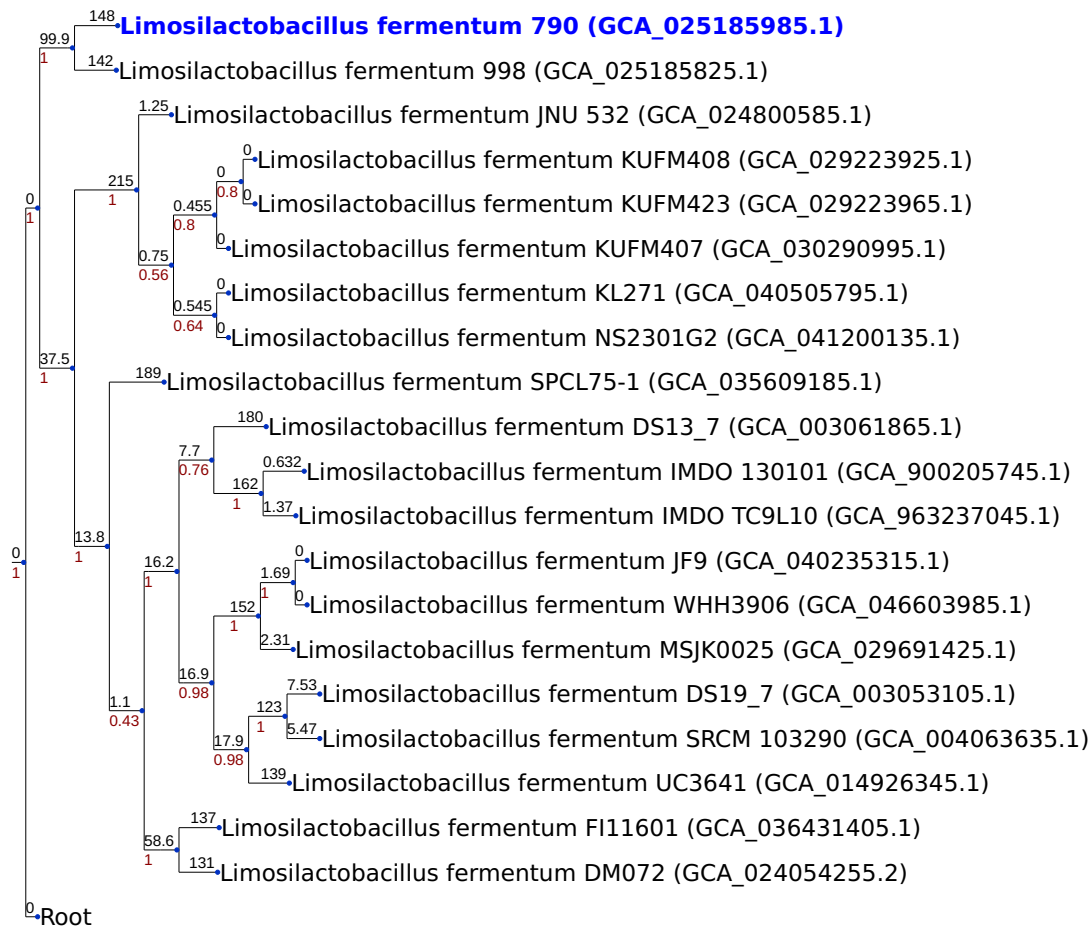 148
Limosilactobacillus fermentum 790 (GCA_025185985.1)
99.9
1
142
Limosilactobacillus fermentum 998 (GCA_025185825.1)
1.25
Limosilactobacillus fermentum JNU 532 (GCA_024800585.1)
0
Limosilactobacillus fermentum KUFM408 (GCA_029223925.1)
0
0.8
215
1
0
Limosilactobacillus fermentum KUFM423 (GCA_029223965.1)
0
1
0.455
0.8
0
Limosilactobacillus fermentum KUFM407 (GCA_030290995.1)
0.75
0.56
0
Limosilactobacillus fermentum KL271 (GCA_040505795.1)
0.545
0.64
0
Limosilactobacillus fermentum NS2301G2 (GCA_041200135.1)
37.5
1
189
Limosilactobacillus fermentum SPCL75-1 (GCA_035609185.1)
180
Limosilactobacillus fermentum DS13_7 (GCA_003061865.1)
7.7
0.76
0.632
Limosilactobacillus fermentum IMDO 130101 (GCA_900205745.1)
162
1
1.37
Limosilactobacillus fermentum IMDO TC9L10 (GCA_963237045.1)
13.8
1
0
1
0
Limosilactobacillus fermentum JF9 (GCA_040235315.1)
16.2
1
1.69
1
0
Limosilactobacillus fermentum WHH3906 (GCA_046603985.1)
152
1
2.31
Limosilactobacillus fermentum MSJK0025 (GCA_029691425.1)
16.9
0.98
7.53
Limosilactobacillus fermentum DS19_7 (GCA_003053105.1)
1.1
0.43
123
1
5.47
Limosilactobacillus fermentum SRCM 103290 (GCA_004063635.1)
17.9
0.98
139
Limosilactobacillus fermentum UC3641 (GCA_014926345.1)
137
Limosilactobacillus fermentum FI11601 (GCA_036431405.1)
58.6
1
131
Limosilactobacillus fermentum DM072 (GCA_024054255.2)
0
Root